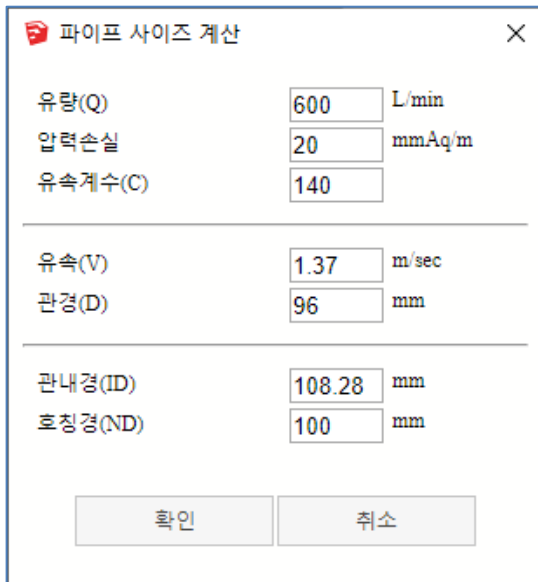 파이프 사이즈 계산
유량(Q) 600 L/min
압력손실 20 mmAq/m
유속계수(C) 140
유속(V) 1.37 m/sec
관경(D) 96 mm
관내경(ID) 108.28 mm
호칭경(ND) 100 mm
확인 취소